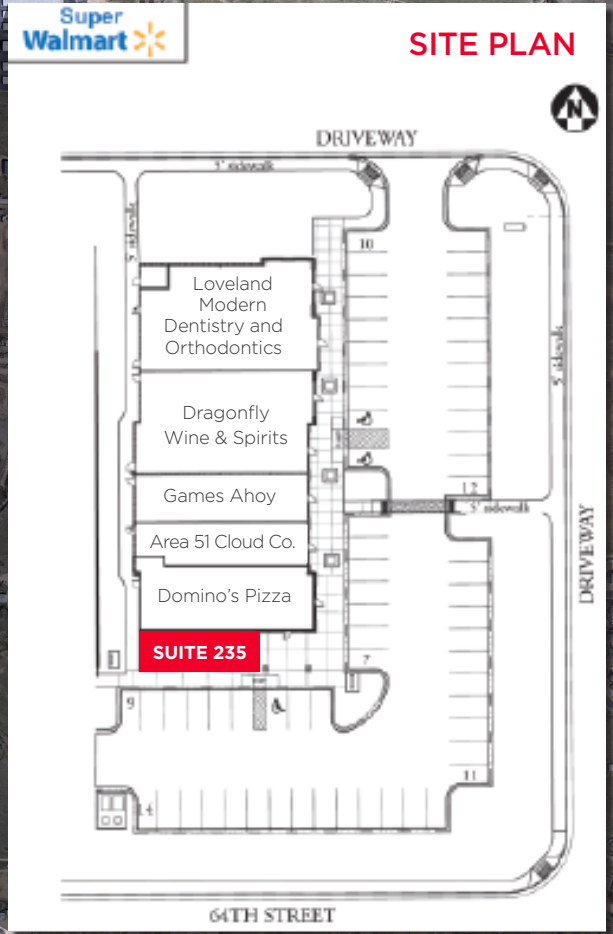 Super
Walmart
SITE PLAN
N
DRIVEWAY
5' sidewalk
5' sidewalk
10
Loveland
Modern
Dentistry and
Orthodontics
5' sidewalk
Dragonfly
Wine & Spirits
Games Ahoy
12
5' sidewalk
Area 51 Cloud Co.
DRIVEWAY
Domino's Pizza
SUITE 235
7
9
11
14
64TH STREET